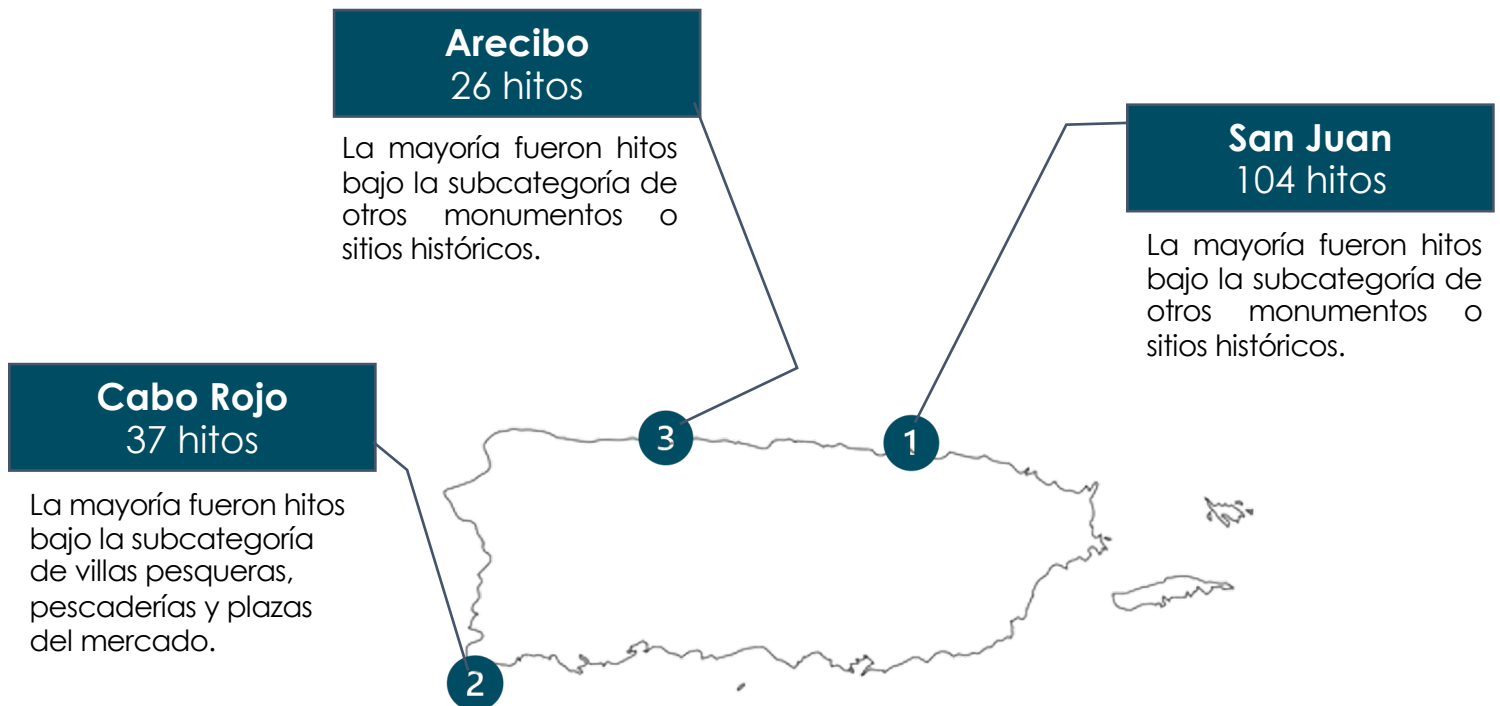 Arecibo
26 hitos
La mayoría fueron hitos
bajo la subcategoría de
otros monumentos o
sitios históricos.
San Juan
104 hitos
La mayoría fueron hitos
bajo la subcategoría de
otros monumentos o
sitios históricos.
Cabo Rojo
37 hitos
La mayoría fueron hitos
bajo la subcategoría
de villas pesqueras,
pescaderías y plazas
del mercado.
3
1
2